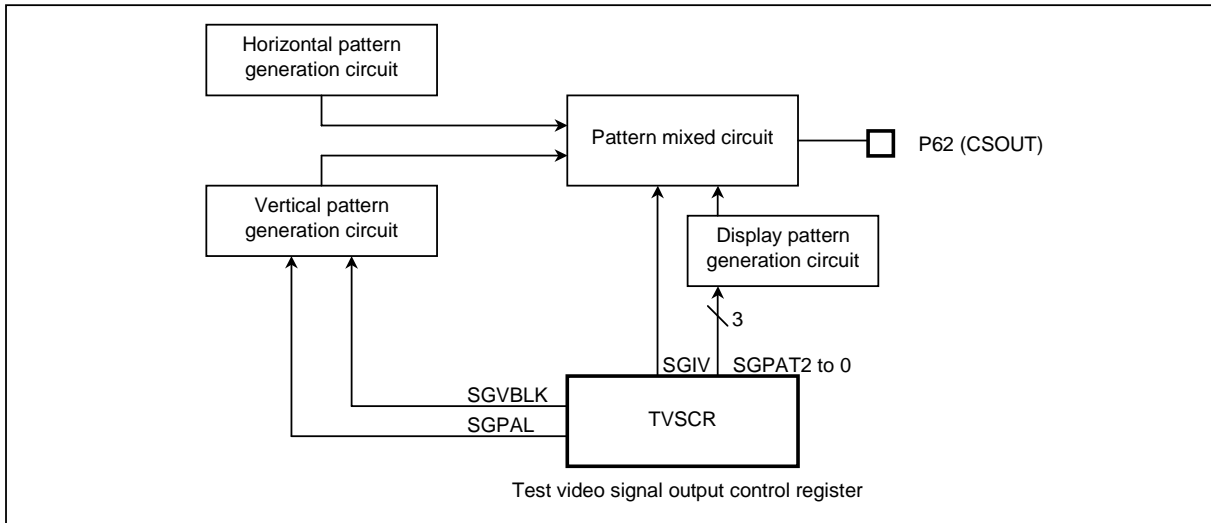 Horizontal pattern
generation circuit
Pattern mixed circuit
P62 (CSOUT)
Vertical pattern
generation circuit
Display pattern
generation circuit
3
SGIV
SGPAT2 to 0
SGVBLK
SGPAL
TVSCR
Test video signal output control register